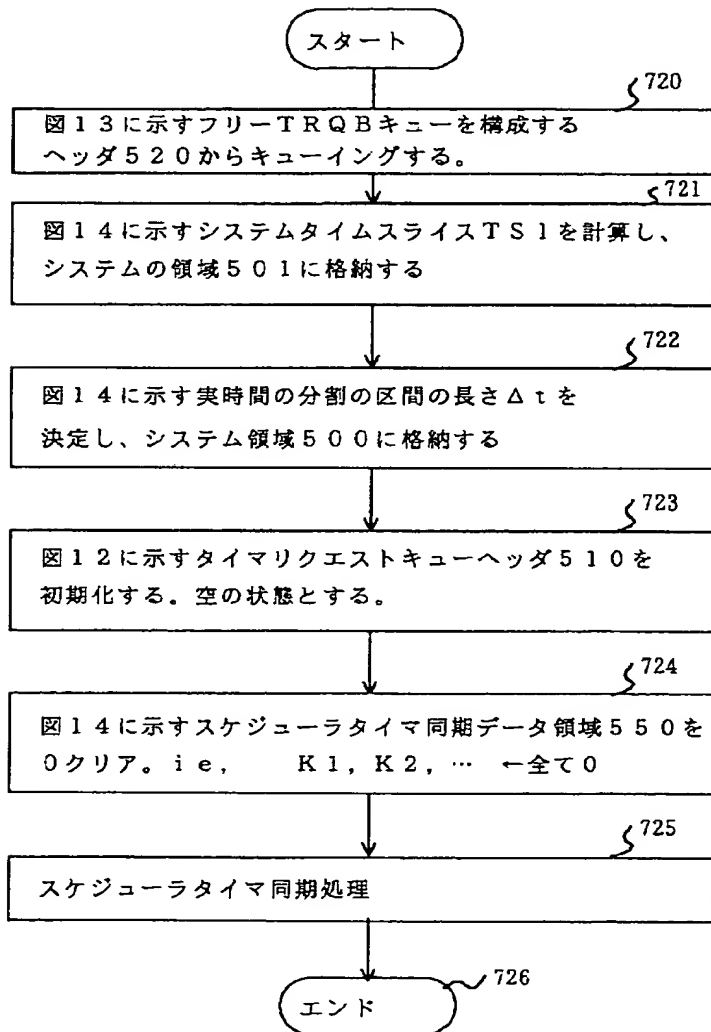 スタート
720
図13に示すフリーTRQBキューを構成する
ヘッダ520からキューイングする。
721
図14に示すシステムタイムスライスTS1を計算し、
システムの領域501に格納する
722
図14に示す実時間の分割の区間の長さΔtを
決定し、システム領域500に格納する
723
図12に示すタイマリクエストキューヘッダ510を
初期化する。空の状態とする。
724
図14に示すスケジューラタイマ同期データ領域550を
0クリア。ie, K1, K2, … ←全て0
725
スケジューラタイマ同期処理
726
エンド